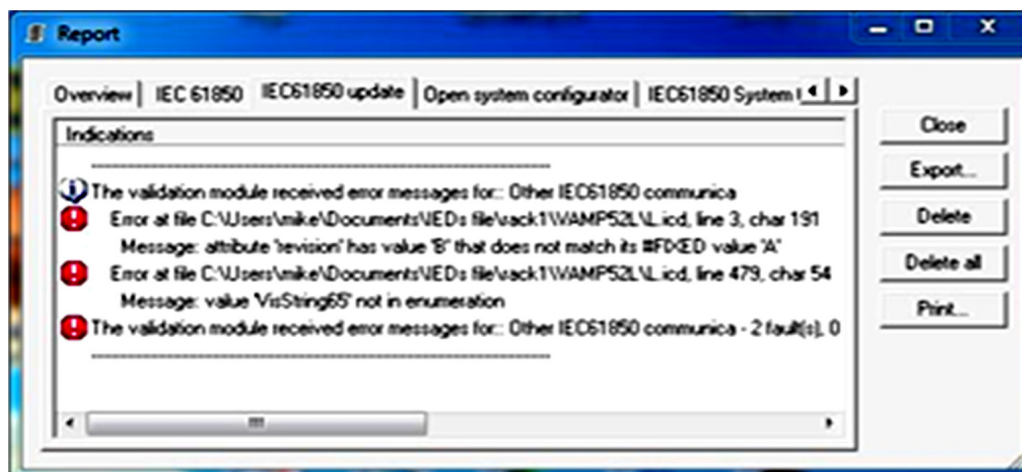 Report
Overview
IEC 61850
IEC61850 update
Open system configurator
IEC61850 System
Indications
The validation module received error messages for:: Other IEC61850 communica
Error at file C:\Users\mike\Documents\IEDs file\rack1\VAMP52L\L.icd, line 3, char 191
Message: attribute 'revision' has value 'B' that does not match its #FIXED value 'A'
Error at file C:\Users\mike\Documents\IEDs file\rack1\VAMP52L\L.icd, line 479, char 54
Message: value 'VisString65' not in enumeration
The validation module received error messages for:: Other IEC61850 communica - 2 fault(s), 0
Close
Export...
Delete
Delete all
Print...